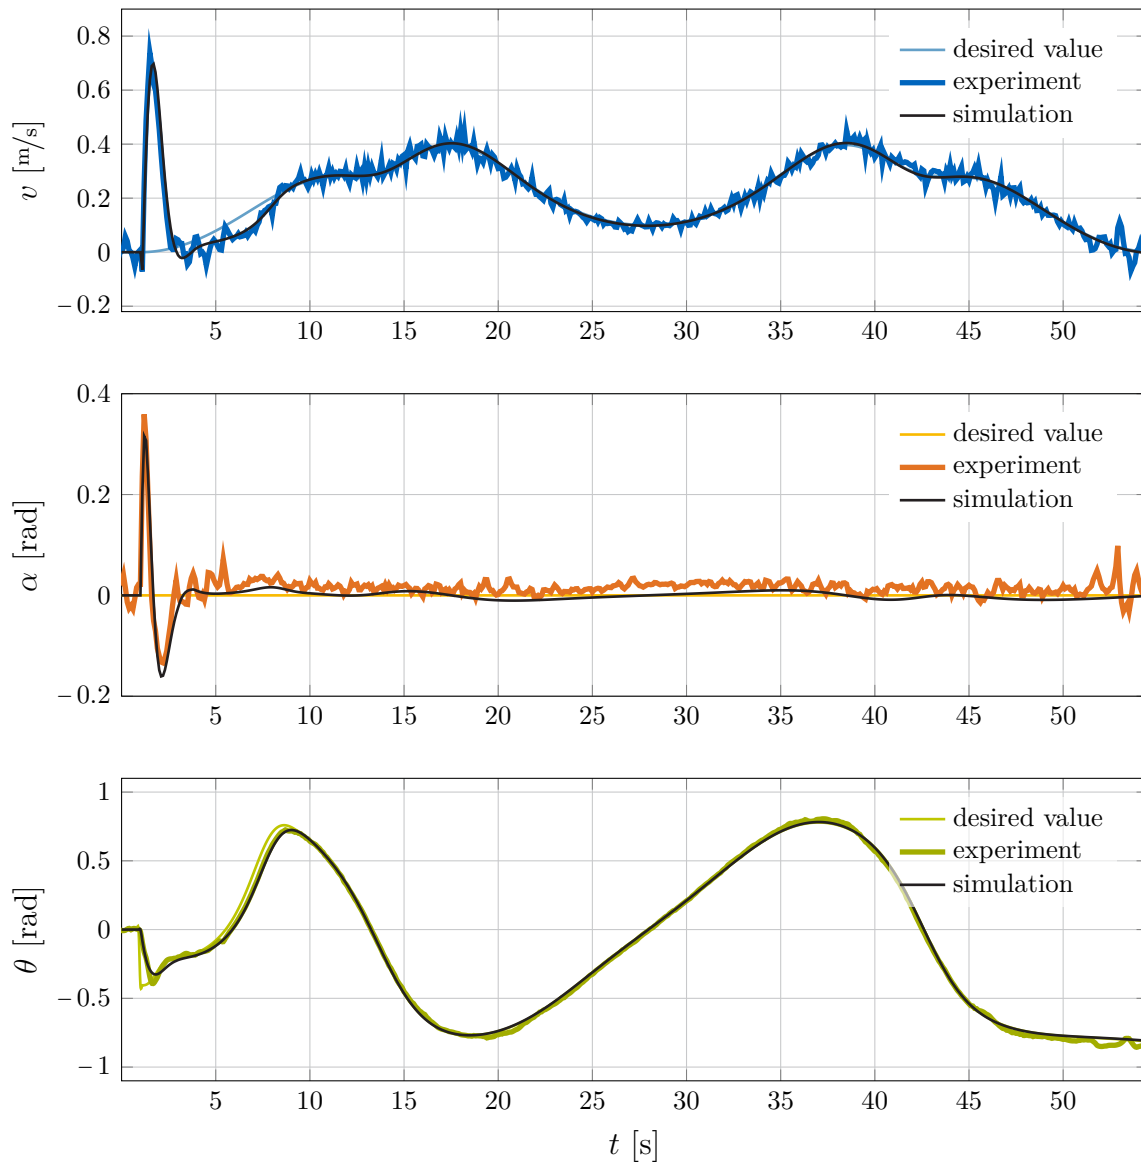 0.8
0.6
0.4
0.2
0
−0.2
v [m/s]
desired value
experiment
simulation
5 10 15 20 25 30 35 40 45 50
0.4
0.2
0
−0.2
α [rad]
desired value
experiment
simulation
5 10 15 20 25 30 35 40 45 50
1
0.5
0
−0.5
−1
θ [rad]
desired value
experiment
simulation
5 10 15 20 25 30 35 40 45 50
t [s]